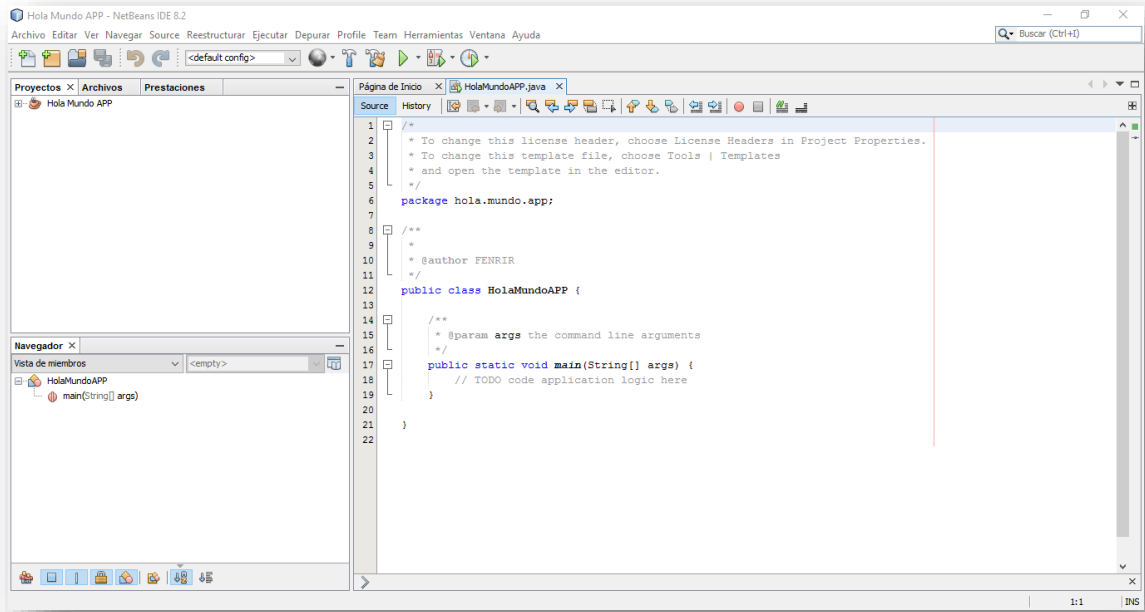 Hola Mundo APP - NetBeans IDE 8.2
Archivo Editar Ver Navegar Source Reestructurar Ejecutar Depurar Profile Team Herramientas Ventana Ayuda
Buscar (Ctrl+I)
<default config>
Proyectos Archivos Prestaciones
Hola Mundo APP
Página de Inicio HolaMundoAPP.java
Source History
1 /*
2 * To change this license header, choose License Headers in Project Properties.
3 * To change this template file, choose Tools | Templates
4 * and open the template in the editor.
5 */
6 package hola.mundo.app;
7
8 /**
9 *
10 * @author FENRIR
11 */
12 public class HolaMundoAPP {
13
14 /**
15 * @param args the command line arguments
16 */
17 public static void main(String[] args) {
18 // TODO code application logic here
19 }
20
21 }
22
Navegador
Vista de miembros <empty>
HolaMundoAPP
main(String[] args)
1:1 INS